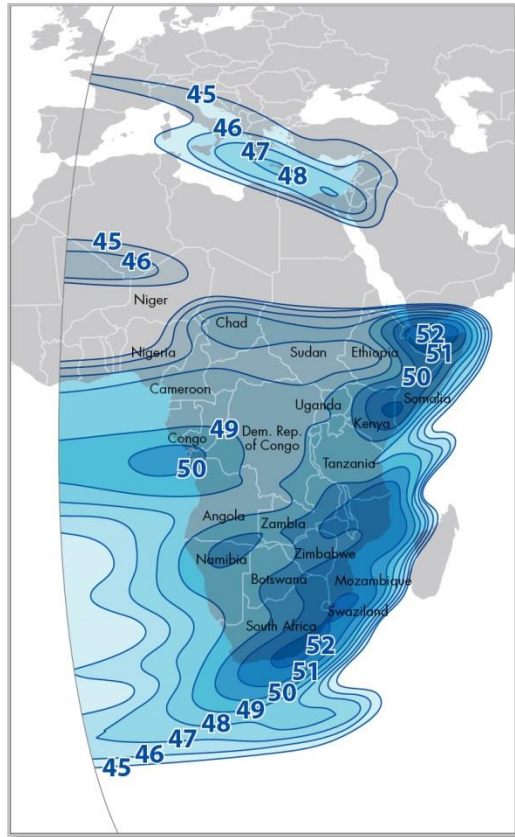 45
46
47
48
45
46
Niger
Chad
52
51
Nigeria
Sudan
Ethiopia
50
Cameroon
Uganda
Somalia
Kenya
49
Congo
Dem. Rep.
of Congo
50
Tanzania
Angola
Zambia
Namibia
Zimbabwe
Botswana
Mozambique
Swaziland
South Africa
52
51
50
49
48
47
46
45